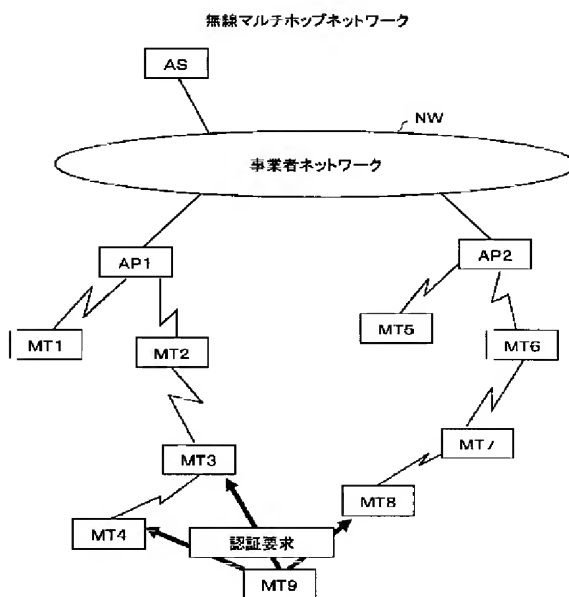 無線マルチホップネットワーク
AS
NW
事業者ネットワーク
AP1
AP2
MT1
MT2
MT5
MT6
MT3
MT7
MT8
MT4
認証要求
MT9